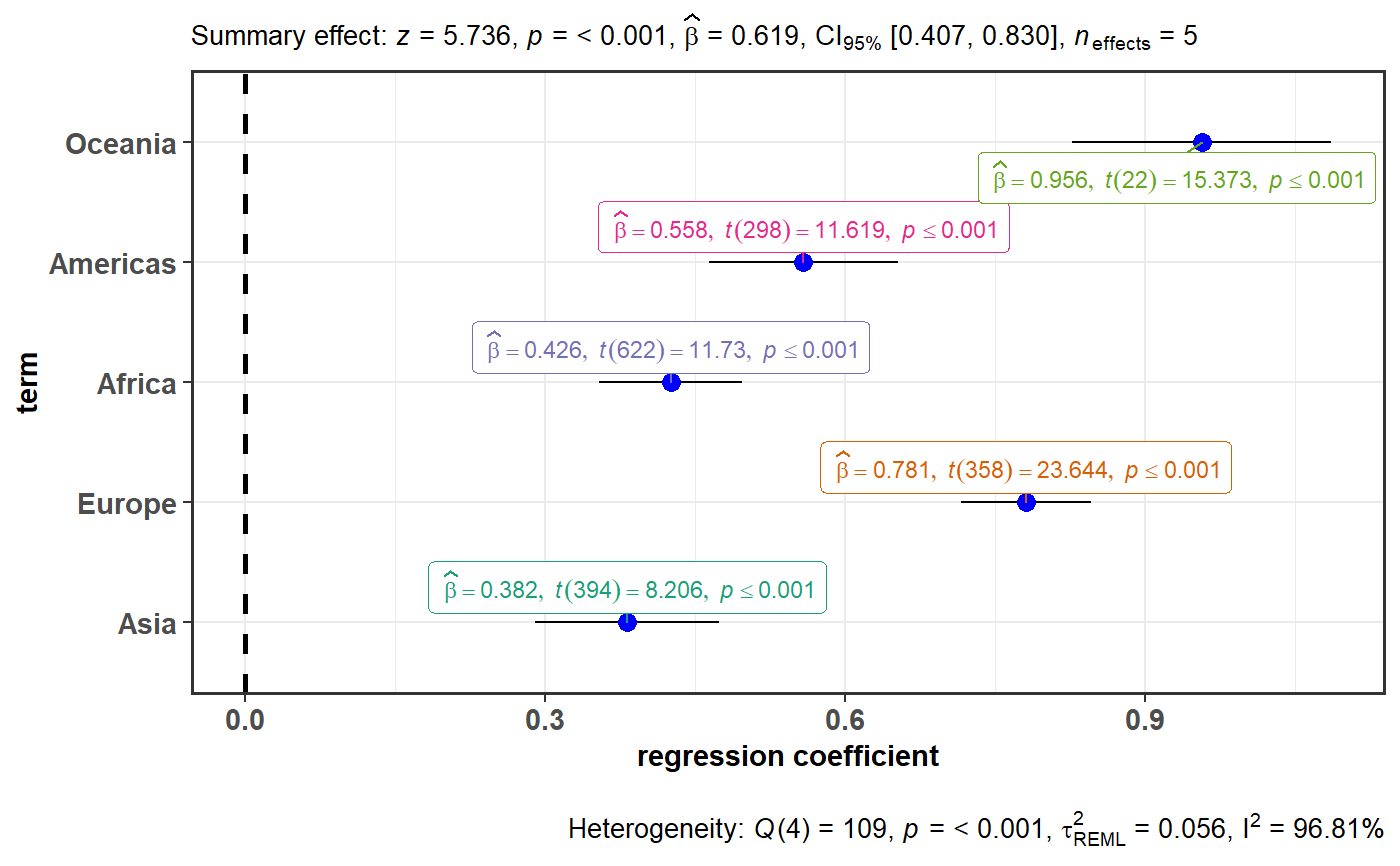 Summary effect: z = 5.736, p = < 0.001, β̂ = 0.619, CI₉₅% [0.407, 0.830], n effects = 5
Oceania
β̂ = 0.956, t(22) = 15.373, p ≤ 0.001
β̂ = 0.558, t(298) = 11.619, p ≤ 0.001
Americas
β̂ = 0.426, t(622) = 11.73, p ≤ 0.001
Africa
term
β̂ = 0.781, t(358) = 23.644, p ≤ 0.001
Europe
β̂ = 0.382, t(394) = 8.206, p ≤ 0.001
Asia
0.0 0.3 0.6 0.9
regression coefficient
Heterogeneity: Q(4) = 109, p = < 0.001, τ²REML = 0.056, I² = 96.81%